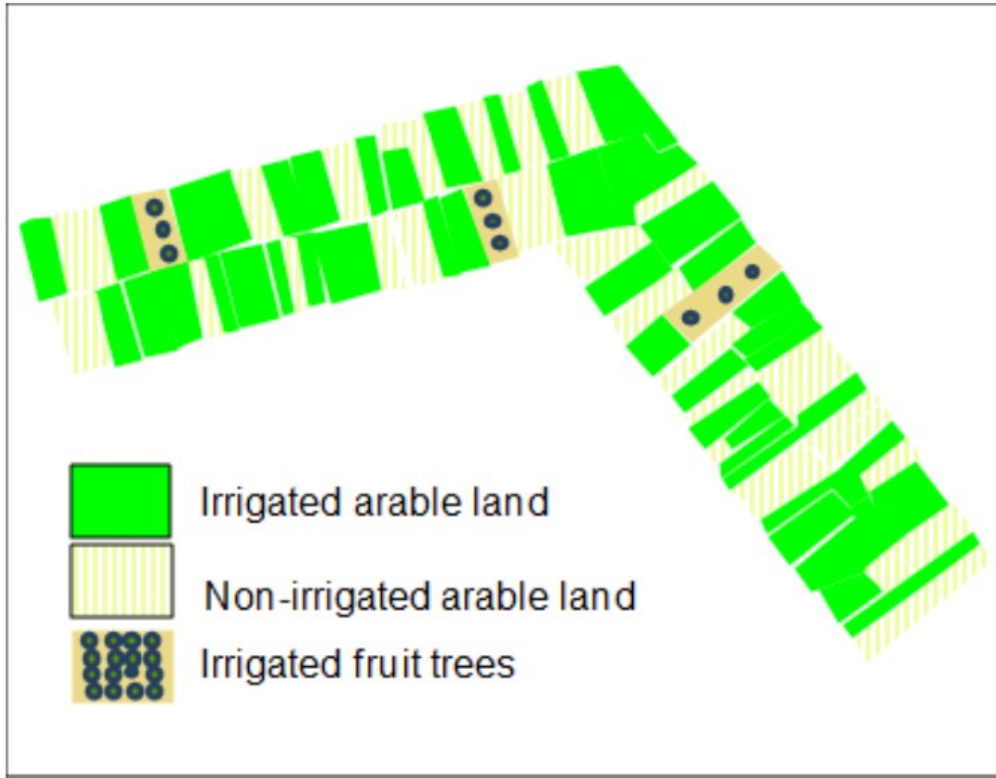 Irrigated arable land
Non-irrigated arable land
Irrigated fruit trees